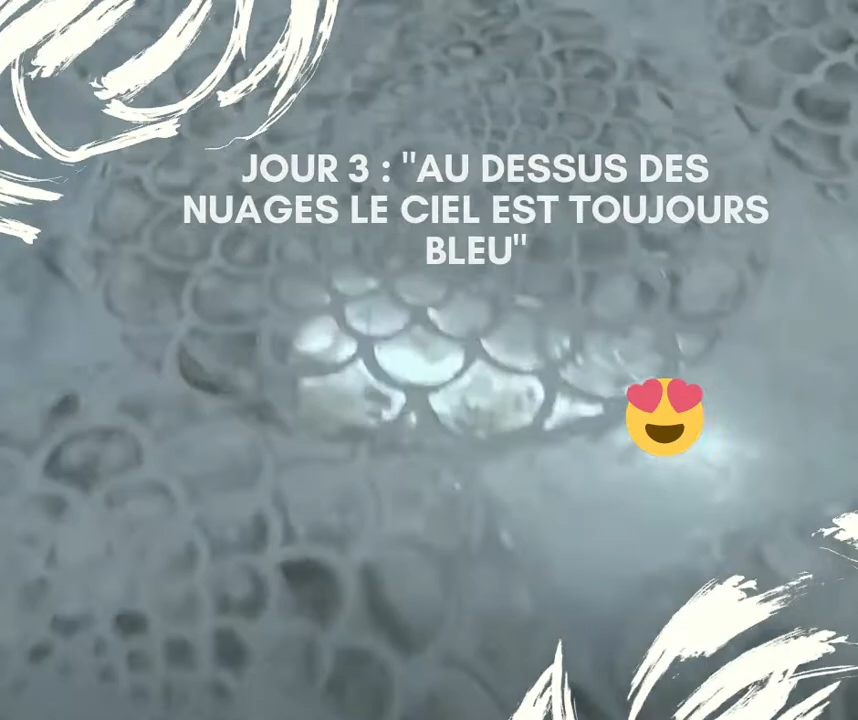 JOUR 3 : "AU DESSUS DES
NUAGES LE CIEL EST TOUJOURS
BLEU"